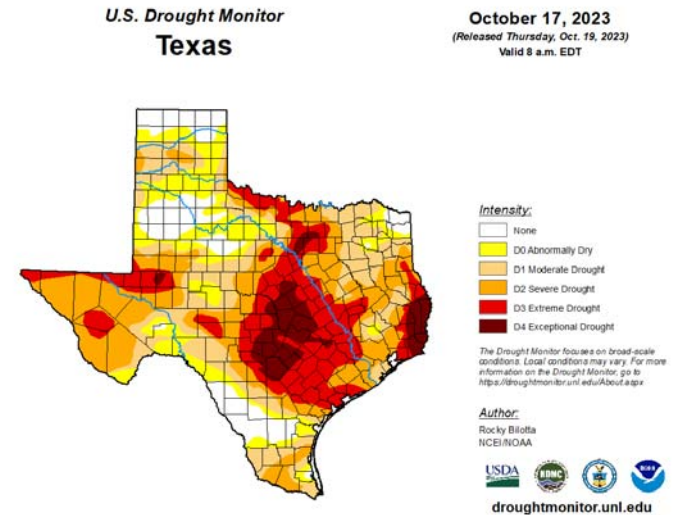 U.S. Drought Monitor
Texas
October 17, 2023
(Released Thursday, Oct. 19, 2023)
Valid 8 a.m. EDT
Intensity:
None
D0 Abnormally Dry
D1 Moderate Drought
D2 Severe Drought
D3 Extreme Drought
D4 Exceptional Drought
The Drought Monitor focuses on broad-scale
conditions. Local conditions may vary. For more
information on the Drought Monitor, go to
https://droughtmonitor.unl.edu/About.aspx
Author:
Rocky Bilotta
NCEI/NOAA
USDA
NDMC
droughtmonitor.unl.edu